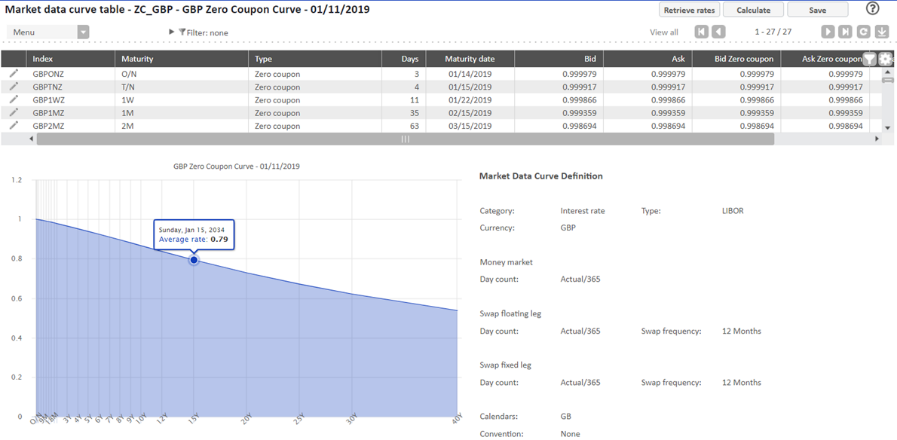 Market data curve table - ZC_GBP - GBP Zero Coupon Curve - 01/11/2019
Retrieve rates Calculate Save ?
Menu Filter: none View all 1 - 27 / 27
Index Maturity Type Days Maturity date Bid Ask Bid Zero coupon Ask Zero coupon
GBPONZ O/N Zero coupon 3 01/14/2019 0.999979 0.999979 0.999979 0.999979
GBPTNZ T/N Zero coupon 4 01/15/2019 0.999917 0.999917 0.999917 0.999917
GBP1WZ 1W Zero coupon 11 01/22/2019 0.999866 0.999866 0.999866 0.999866
GBP1MZ 1M Zero coupon 35 02/15/2019 0.999359 0.999359 0.999359 0.999359
GBP2MZ 2M Zero coupon 63 03/15/2019 0.998694 0.998694 0.998694 0.998694
GBP Zero Coupon Curve - 01/11/2019
1.2
1
0.8
0.6
0.4
0.2
0
Sunday, Jan 15, 2034
Average rate: 0.79
O/N 9M 18M 3Y 4Y 5Y 6Y 7Y 8Y 9Y 10Y 12Y 15Y 20Y 25Y 30Y 40Y
Market Data Curve Definition
Category: Interest rate Type: LIBOR
Currency: GBP
Money market
Day count: Actual/365
Swap floating leg
Day count: Actual/365 Swap frequency: 12 Months
Swap fixed leg
Day count: Actual/365 Swap frequency: 12 Months
Calendars: GB
Convention: None